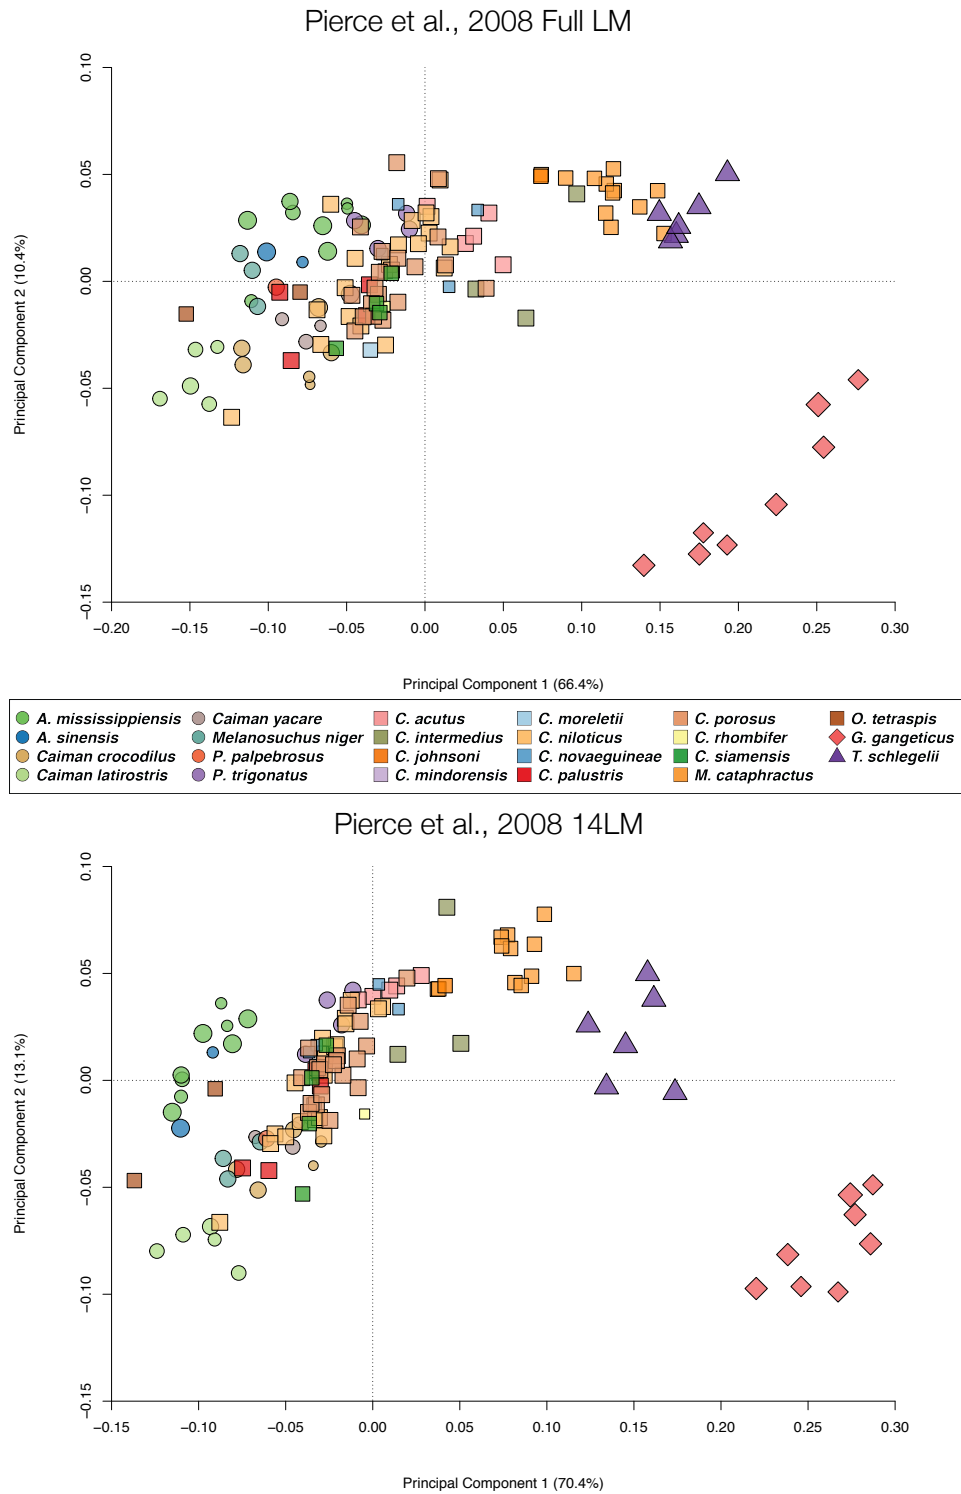 Pierce et al., 2008 Full LM
0.10
0.05
0.00
−0.05
−0.10
−0.15
Principal Component 2 (10.4%)
−0.20 −0.15 −0.10 −0.05 0.00 0.05 0.10 0.15 0.20 0.25 0.30
Principal Component 1 (66.4%)
A. mississippiensis Caiman yacare C. acutus C. moreletii C. porosus O. tetraspis
A. sinensis Melanosuchus niger C. intermedius C. niloticus C. rhombifer G. gangeticus
Caiman crocodilus P. palpebrosus C. johnsoni C. novaeguineae C. siamensis T. schlegelii
Caiman latirostris P. trigonatus C. mindorensis C. palustris M. cataphractus
Pierce et al., 2008 14LM
0.10
0.05
0.00
−0.05
−0.10
−0.15
Principal Component 2 (13.1%)
−0.15 −0.10 −0.05 0.00 0.05 0.10 0.15 0.20 0.25 0.30
Principal Component 1 (70.4%)